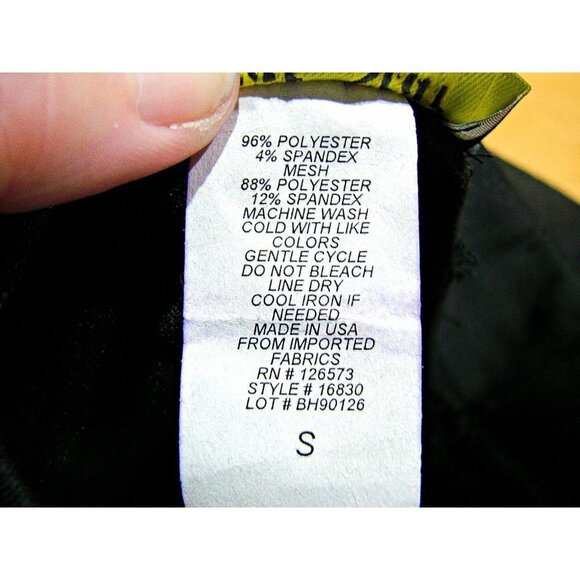 96% POLYESTER
4% SPANDEX
MESH
88% POLYESTER
12% SPANDEX
MACHINE WASH
COLD WITH LIKE
COLORS
GENTLE CYCLE
DO NOT BLEACH
LINE DRY
COOL IRON IF
NEEDED
MADE IN USA
FROM IMPORTED
FABRICS
RN # 126573
STYLE # 16830
LOT # BH90126
S